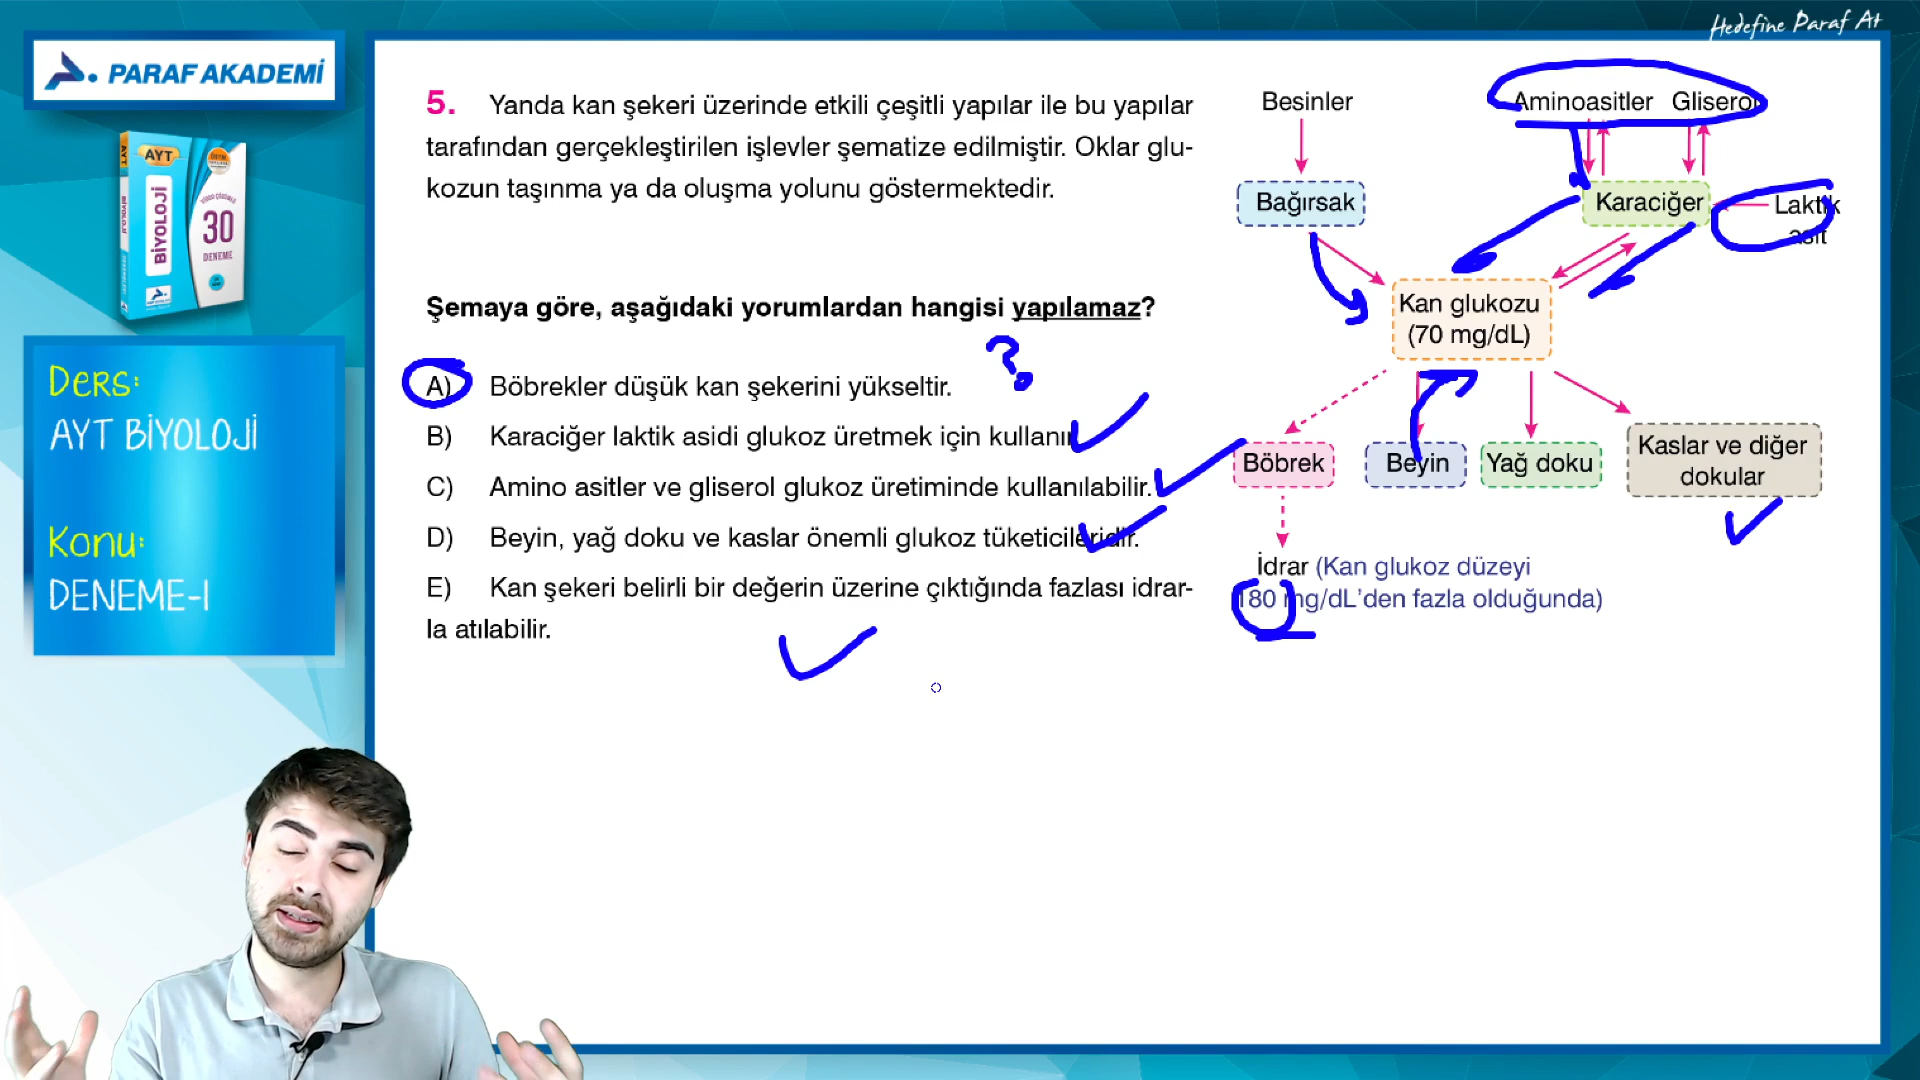 Hedefine Paraf At
PARAF AKADEMİ
AYT
BİYOLOJİ
30
DENEME
Ders:
AYT BİYOLOJİ
Konu:
DENEME-I
5. Yanda kan şekeri üzerinde etkili çeşitli yapılar ile bu yapılar
tarafından gerçekleştirilen işlevler şematize edilmiştir. Oklar glu-
kozun taşınma ya da oluşma yolunu göstermektedir.
Şemaya göre, aşağıdaki yorumlardan hangisi yapılamaz?
A) Böbrekler düşük kan şekerini yükseltir.
B) Karaciğer laktik asidi glukoz üretmek için kullanır.
C) Amino asitler ve gliserol glukoz üretiminde kullanılabilir.
D) Beyin, yağ doku ve kaslar önemli glukoz tüketicileridir.
E) Kan şekeri belirli bir değerin üzerine çıktığında fazlası idrar-
la atılabilir.
?
Besinler
Aminoasitler Gliserol
Bağırsak
Karaciğer
Laktik
asit
Kan glukozu
(70 mg/dL)
Böbrek
Beyin
Yağ doku
Kaslar ve diğer
dokular
İdrar (Kan glukoz düzeyi
180 mg/dL'den fazla olduğunda)